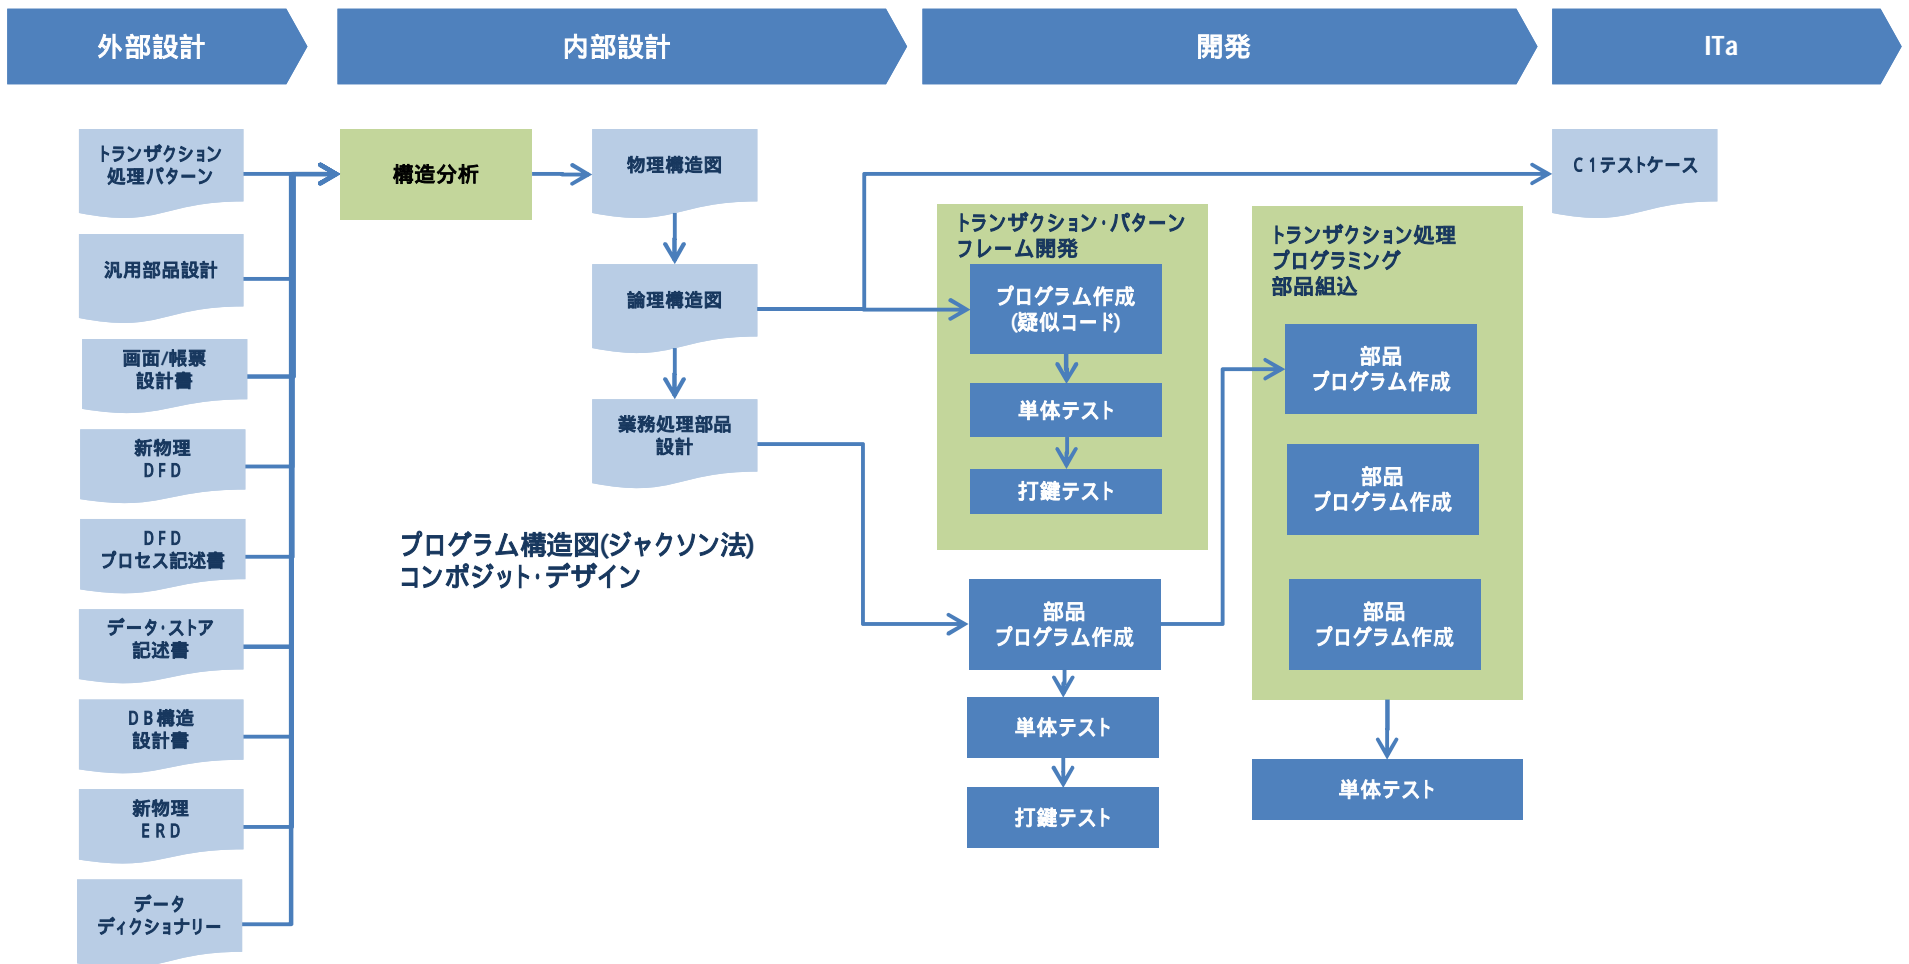 外部設計
内部設計
開発
ITa
トランザクション
処理パターン
汎用部品設計
画面/帳票
設計書
新物理
DFD
DFD
プロセス記述書
データ・ストア
記述書
DB構造
設計書
新物理
ERD
データ
ディクショナリー
構造分析
物理構造図
論理構造図
業務処理部品
設計
プログラム構造図(ジャクソン法)
コンポジット・デザイン
トランザクション・パターン
フレーム開発
プログラム作成
(疑似コード)
単体テスト
打鍵テスト
部品
プログラム作成
単体テスト
打鍵テスト
トランザクション処理
プログラミング
部品組込
部品
プログラム作成
部品
プログラム作成
部品
プログラム作成
単体テスト
C1テストケース